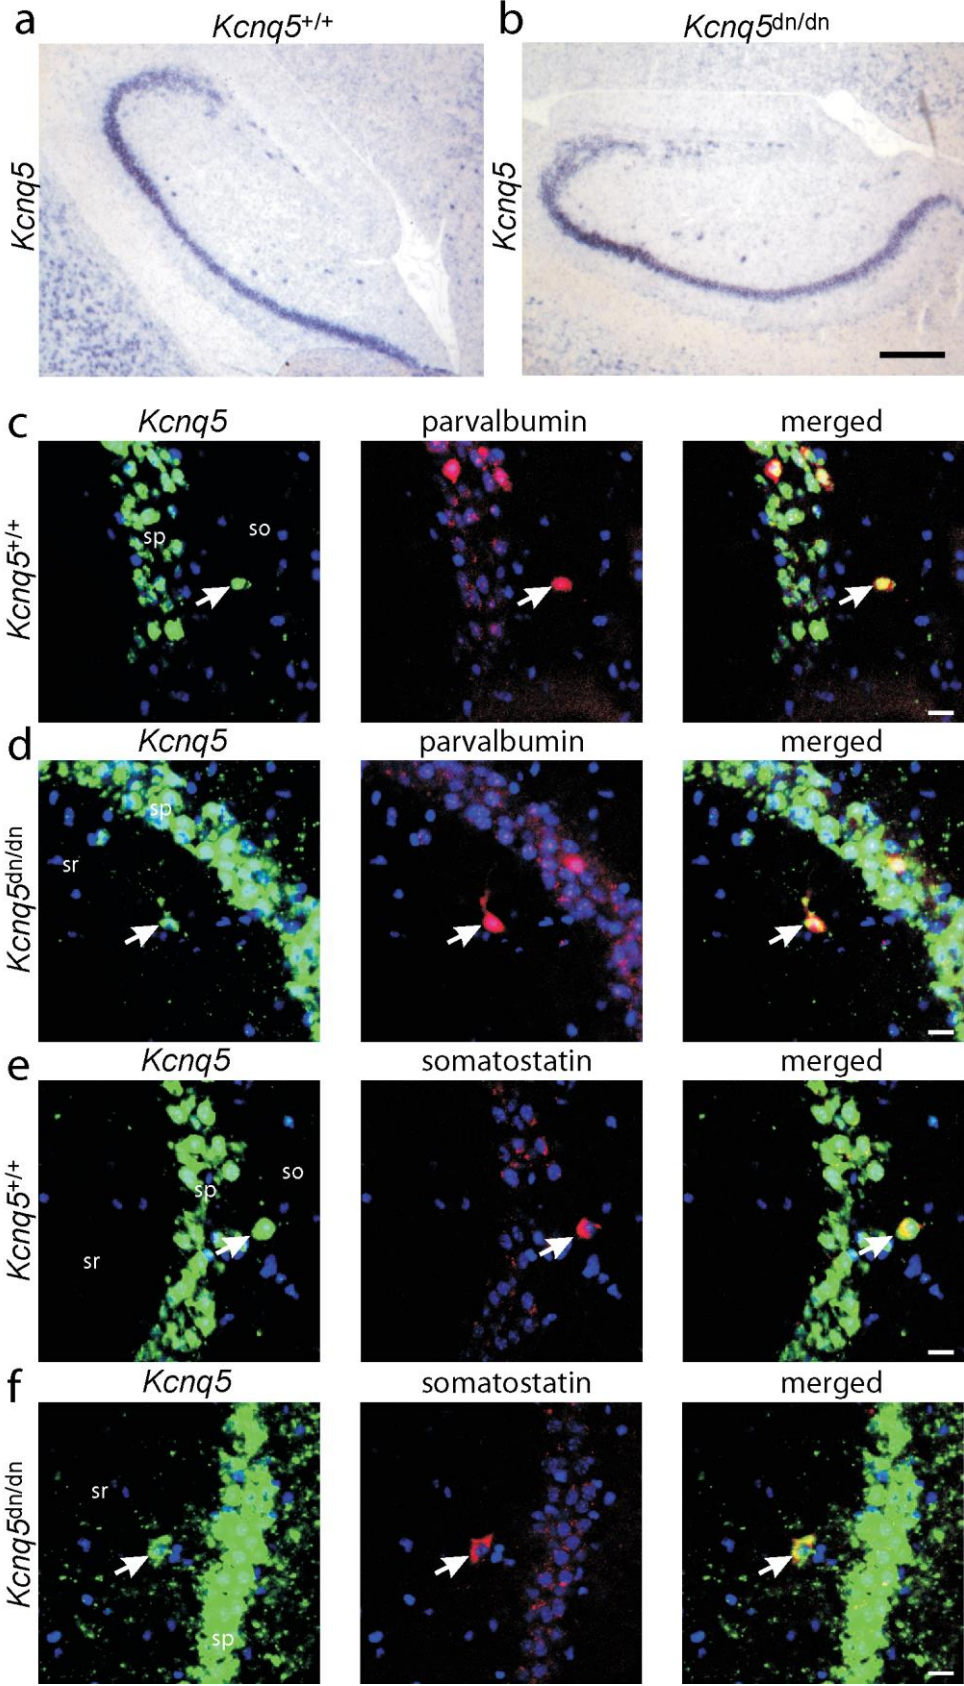 a Kcnq5+/+ b Kcnq5dn/dn
Kcnq5 Kcnq5
c Kcnq5 parvalbumin merged
Kcnq5+/+
sp so
d Kcnq5 parvalbumin merged
Kcnq5dn/dn
sp
sr
e Kcnq5 somatostatin merged
Kcnq5+/+
so
sp
sr
f Kcnq5 somatostatin merged
Kcnq5dn/dn
sr
sp